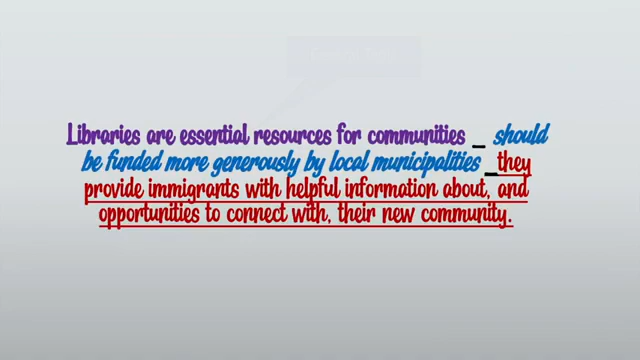 Libraries are essential resources for communities _ should
be funded more generously by local municipalities _ they
provide immigrants with helpful information about, and
opportunities to connect with, their new community.